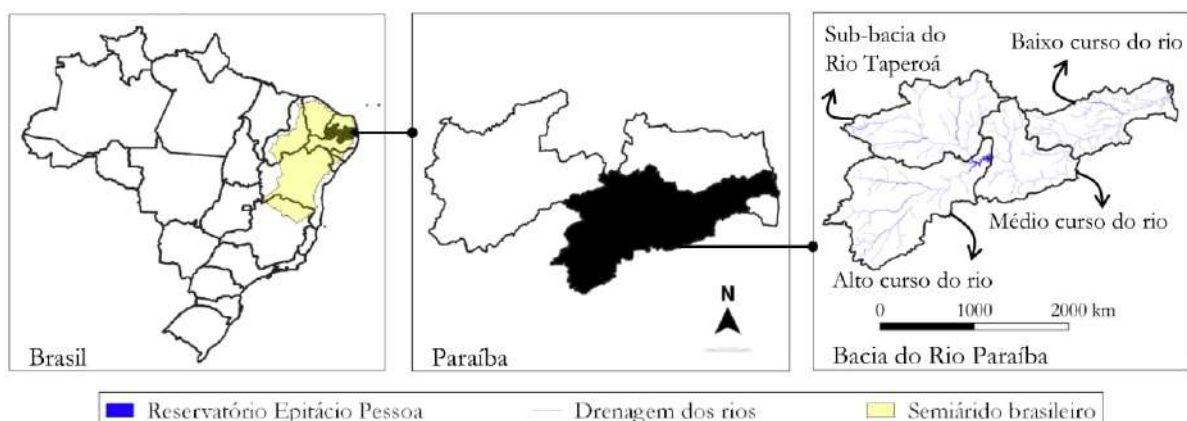 Brasil
Paraíba
N
Sub-bacia do
Rio Taperoá
Baixo curso do rio
Médio curso do rio
Alto curso do rio
0 1000 2000 km
Bacia do Rio Paraíba
Reservatório Epitácio Pessoa
Drenagem dos rios
Semiárido brasileiro